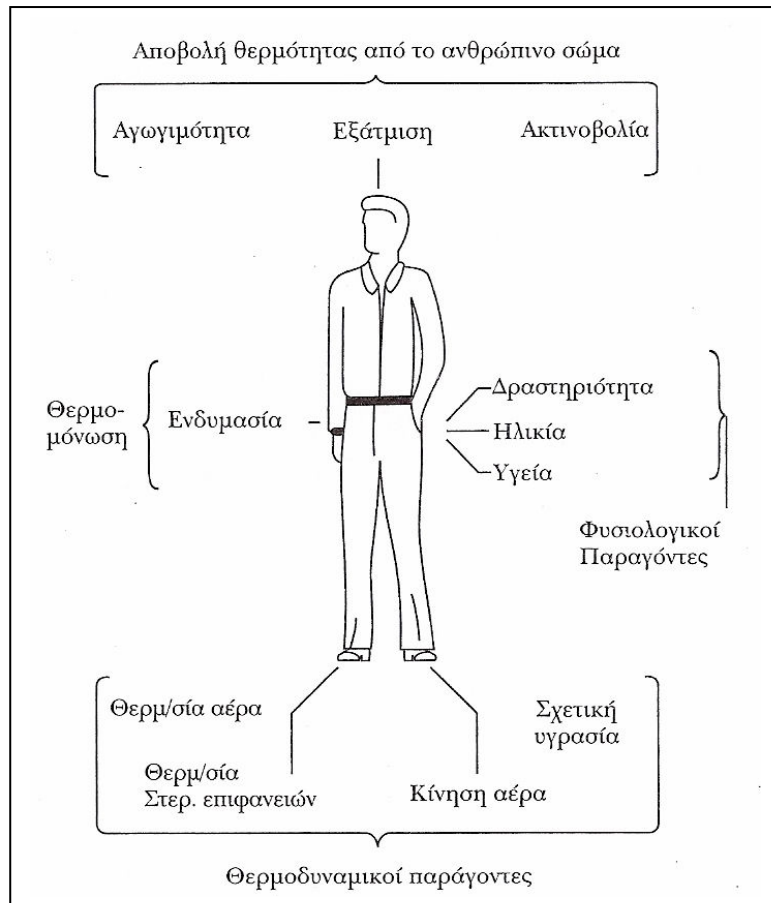 Αποβολή θερμότητας από το ανθρώπινο σώμα
Αγωγιμότητα Εξάτμιση Ακτινοβολία
Δραστηριότητα
Θερμο-
μόνωση
Ενδυμασία
Ηλικία
Υγεία
Φυσιολογικοί
Παραγόντες
Θερμ/σία αέρα
Σχετική
υγρασία
Θερμ/σία
Στερ. επιφανειών
Κίνηση αέρα
Θερμοδυναμικοί παράγοντες